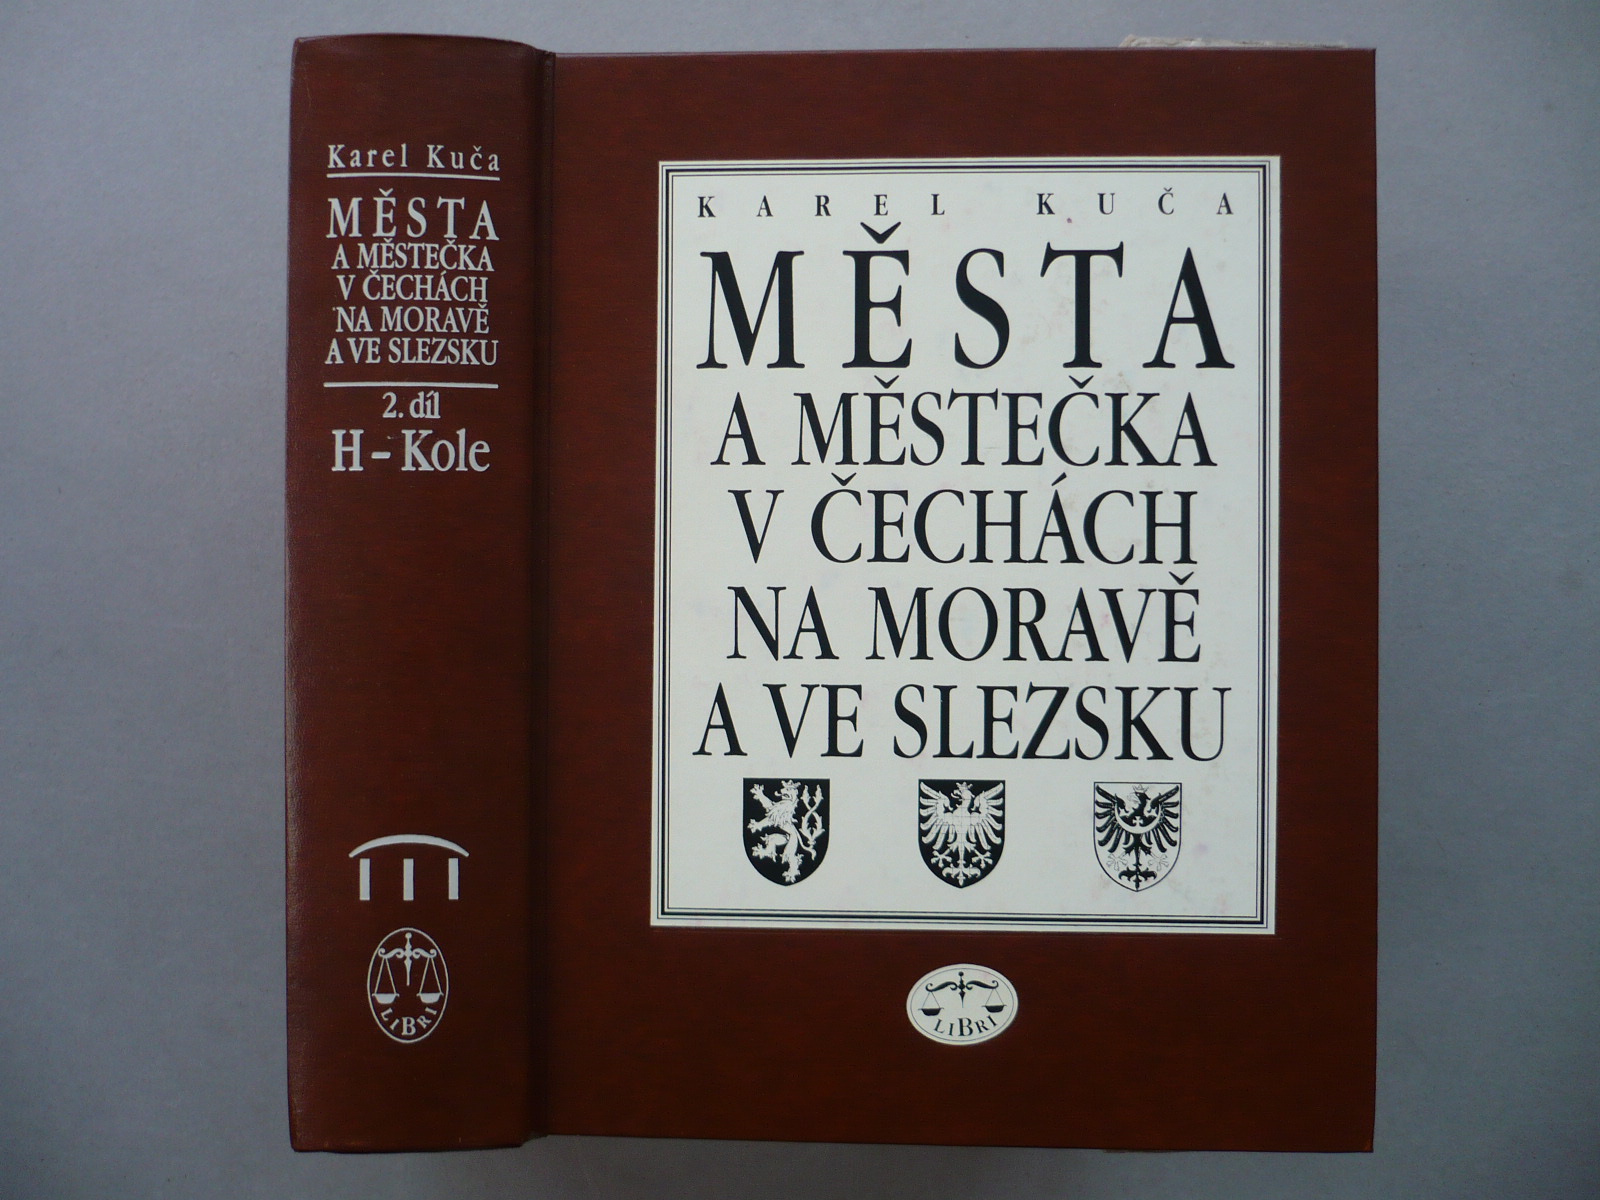 Karel Kuča
MĚSTA
A MĚSTEČKA
V ČECHÁCH
NA MORAVĚ
A VE SLEZSKU
2. díl
H – Kole
LIBRI
KAREL KUČA
MĚSTA
A MĚSTEČKA
V ČECHÁCH
NA MORAVĚ
A VE SLEZSKU
LIBRI